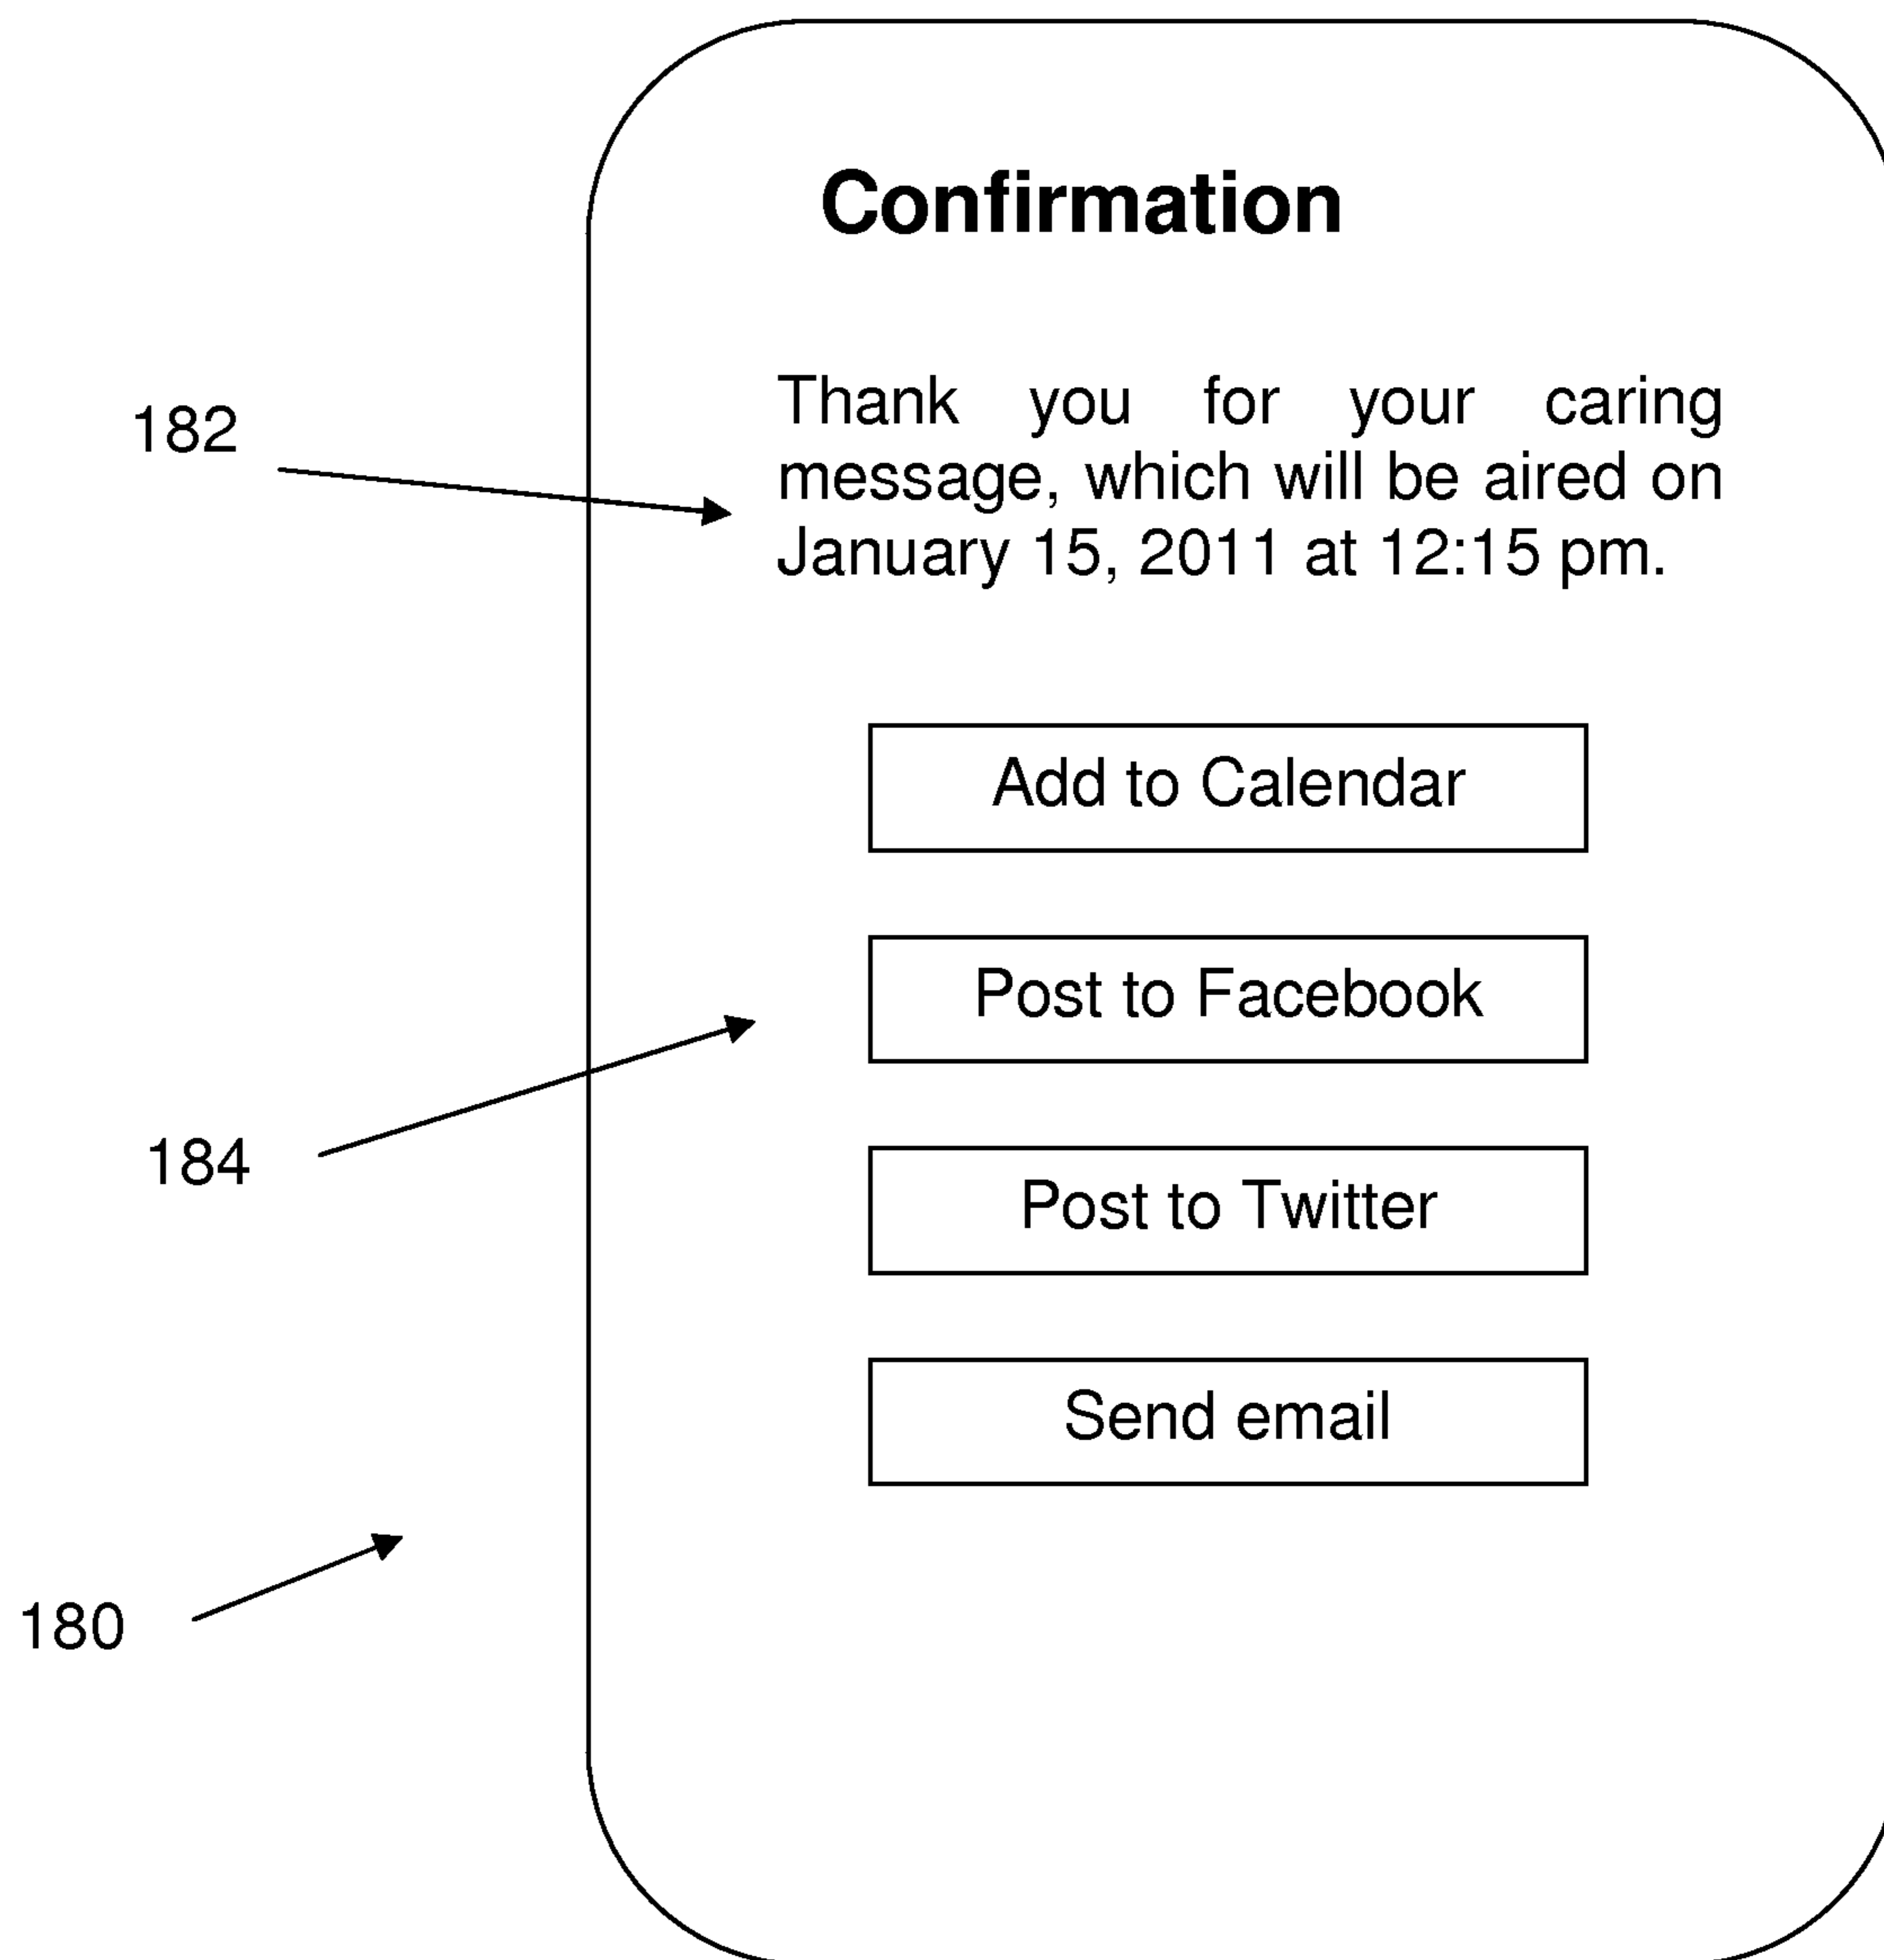 Confirmation
182
Thank you for your caring
message, which will be aired on
January 15, 2011 at 12:15 pm.
Add to Calendar
Post to Facebook
184
Post to Twitter
Send email
180